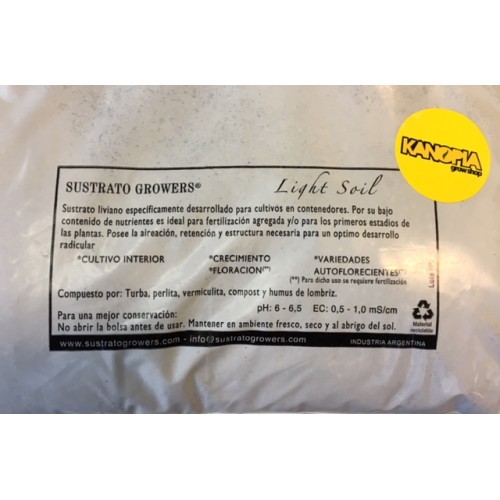 KANOPIA
growshop
SUSTRATO GROWERS® Light Soil
Sustrato liviano específicamente desarrollado para cultivos en contenedores. Por su bajo
contenido de nutrientes es ideal para fertilización agregada y/o para los primeros estadios de
las plantas. Posee la aireación, retención y estructura necesaria para un optimo desarrollo
radicular
*CULTIVO INTERIOR *CRECIMIENTO *VARIEDADES
*FLORACION(**) AUTOFLORECIENTES(**)
(**) Para dicho uso se requiere fertilización
Compuesto por: Turba, perlita, vermiculita, compost y humus de lombriz.
pH: 6 - 6,5 EC: 0,5 - 1,0 mS/cm
Para una mejor conservación:
No abrir la bolsa antes de usar. Mantener en ambiente fresco, seco y al abrigo del sol.
Material
reciclable
www.sustratogrowers.com - info@sustratogrowers.com INDUSTRIA ARGENTINA